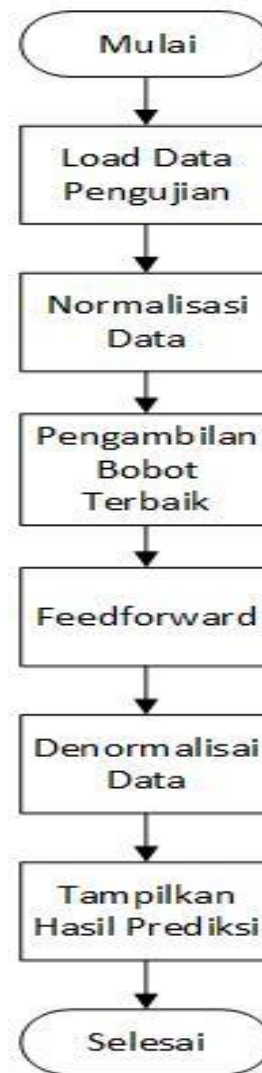 Mulai
Load Data
Pengujian
Normalisasi
Data
Pengambilan
Bobot
Terbaik
Feedforward
Denormalisai
Data
Tampilkan
Hasil Prediksi
Selesai